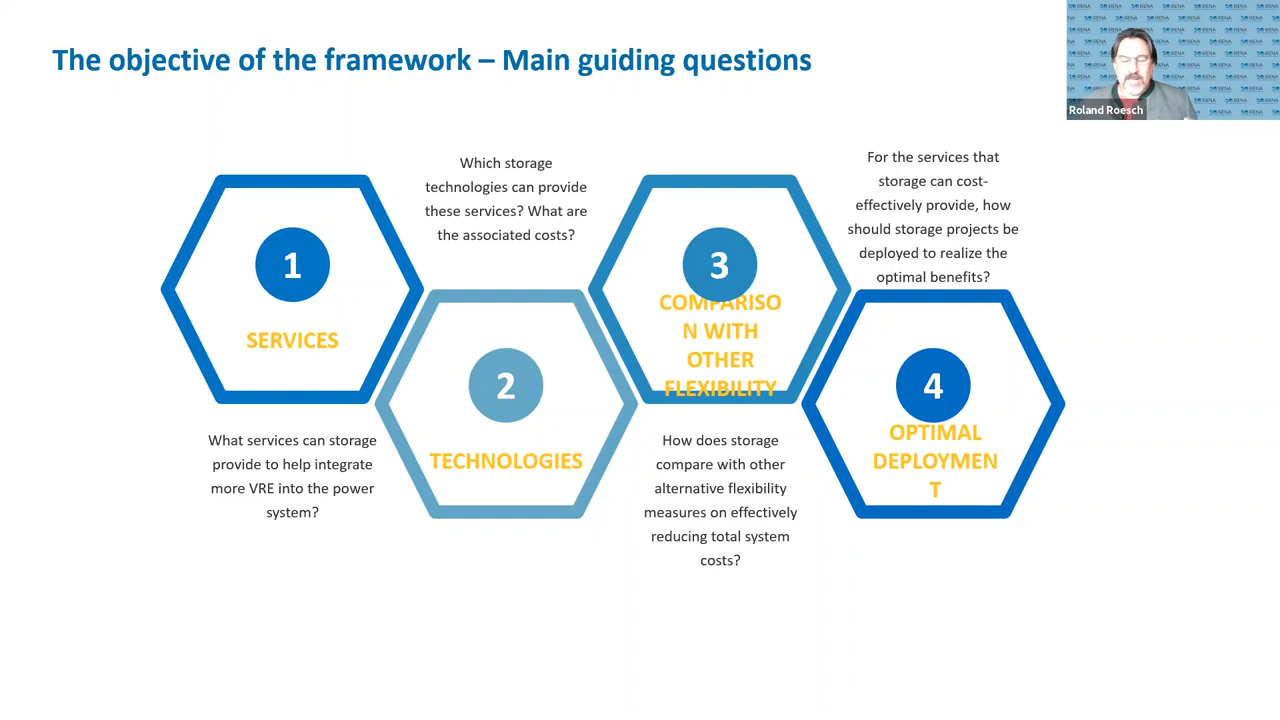 The objective of the framework – Main guiding questions
IRENA
Roland Roesch
1
SERVICES
What services can storage
provide to help integrate
more VRE into the power
system?
Which storage
technologies can provide
these services? What are
the associated costs?
2
TECHNOLOGIES
3
COMPARISO
N WITH
OTHER
FLEXIBILITY
How does storage
compare with other
alternative flexibility
measures on effectively
reducing total system
costs?
For the services that
storage can cost-
effectively provide, how
should storage projects be
deployed to realize the
optimal benefits?
4
OPTIMAL
DEPLOYMEN
T